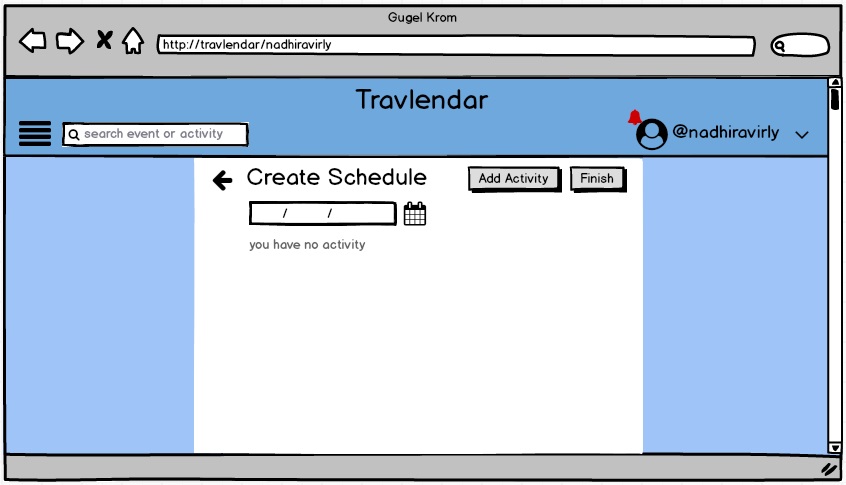 Gugel Krom
http://travlendar/nadhiravirly
Travlendar
search event or activity
@nadhiravirly
Create Schedule
Add Activity
Finish
/ /
you have no activity